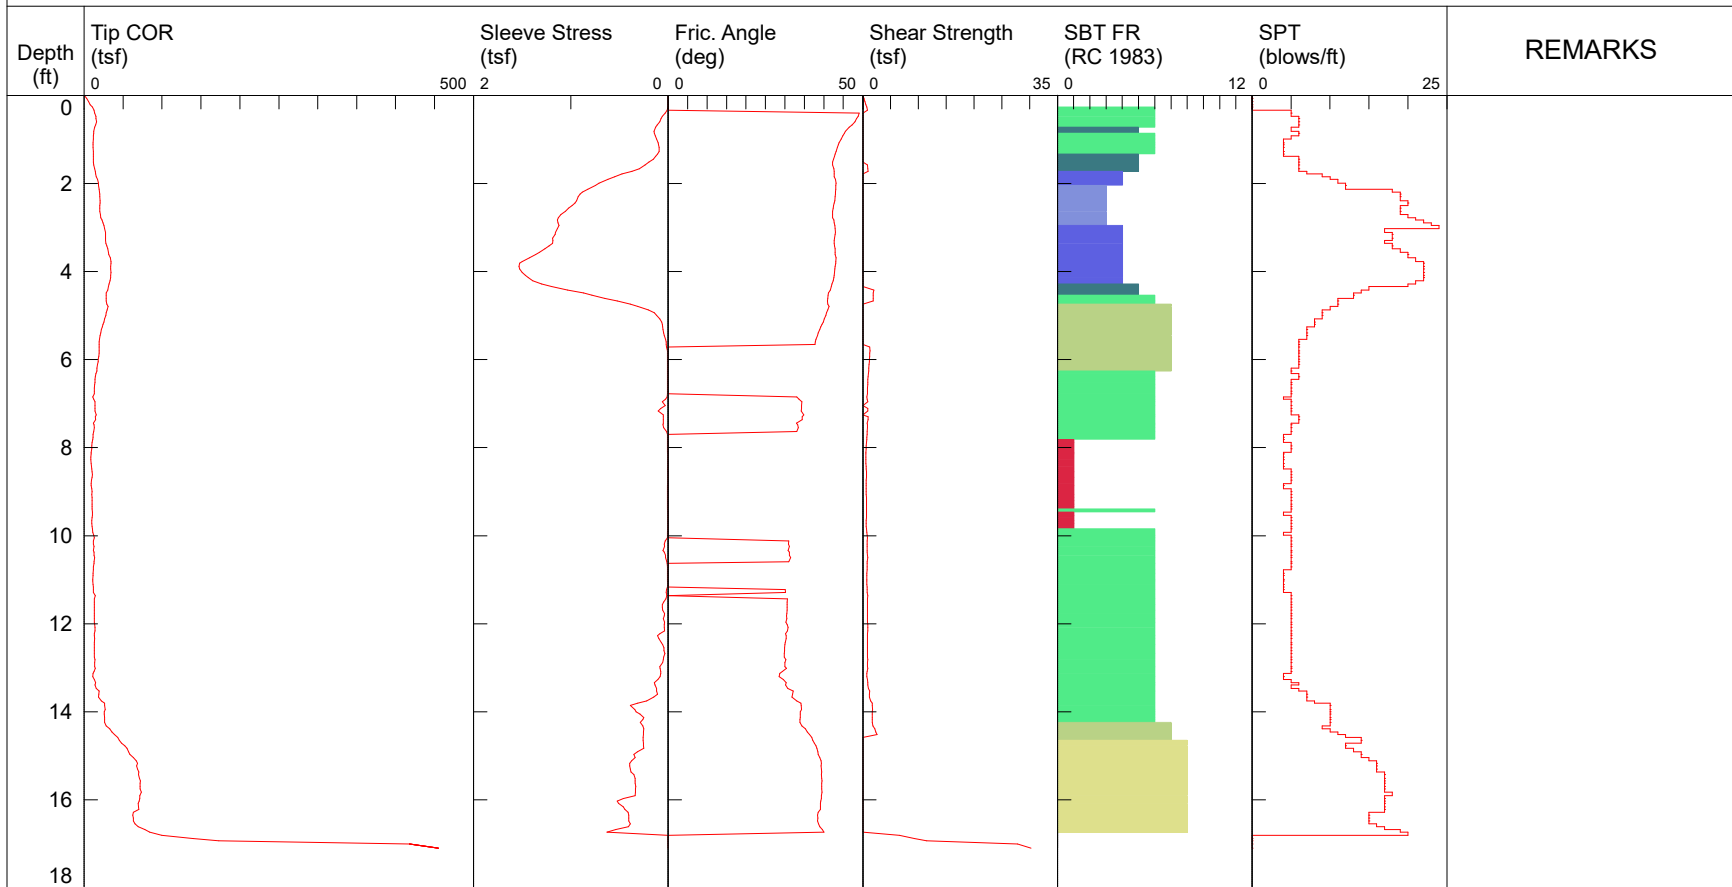 Depth
(ft)
Tip COR
(tsf)
0 500
Sleeve Stress
(tsf)
2 0
Fric. Angle
(deg)
0 50
Shear Strength
(tsf)
0 35
SBT FR
(RC 1983)
0 12
SPT
(blows/ft)
0 25
REMARKS
0
2
4
6
8
10
12
14
16
18